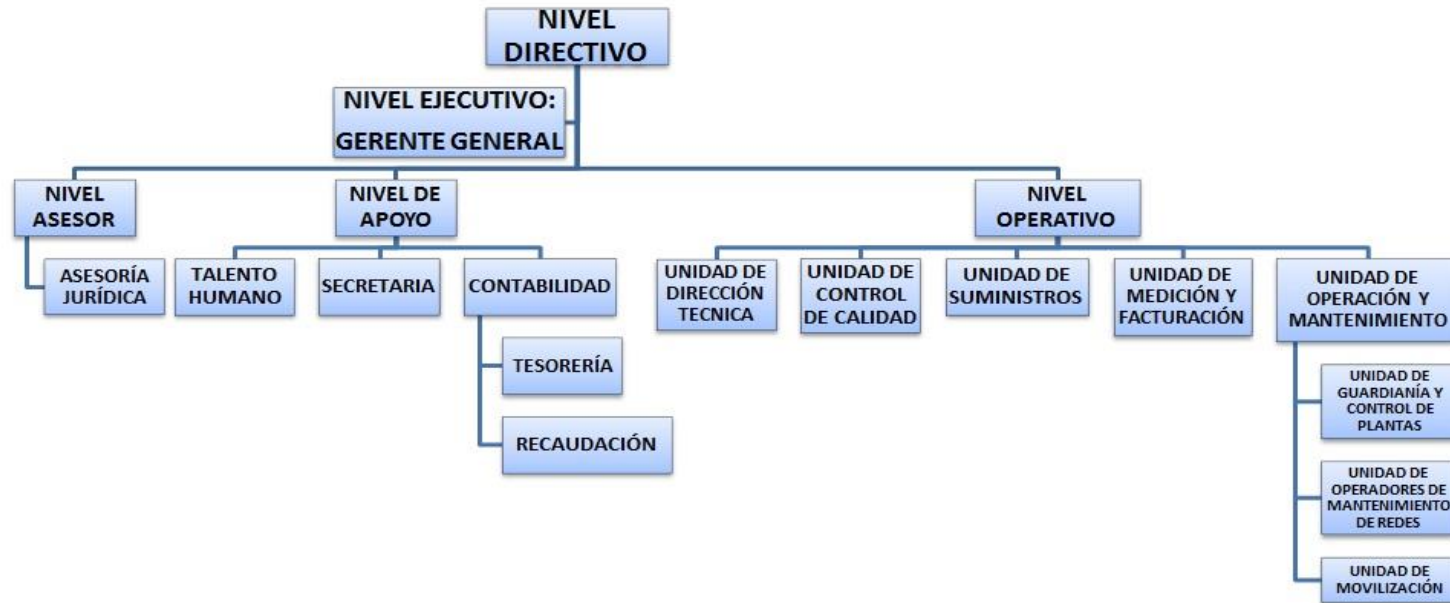 NIVEL
DIRECTIVO
NIVEL EJECUTIVO:
GERENTE GENERAL
NIVEL
ASESOR
NIVEL DE
APOYO
NIVEL
OPERATIVO
ASESORÍA
JURÍDICA
TALENTO
HUMANO
SECRETARIA
CONTABILIDAD
UNIDAD DE
DIRECCIÓN
TECNICA
UNIDAD DE
CONTROL
DE CALIDAD
UNIDAD DE
SUMINISTROS
UNIDAD DE
MEDICIÓN Y
FACTURACIÓN
UNIDAD DE
OPERACIÓN Y
MANTENIMIENTO
TESORERÍA
RECAUDACIÓN
UNIDAD DE
GUARDIANÍA Y
CONTROL DE
PLANTAS
UNIDAD DE
OPERADORES DE
MANTENIMIENTO
DE REDES
UNIDAD DE
MOVILIZACIÓN